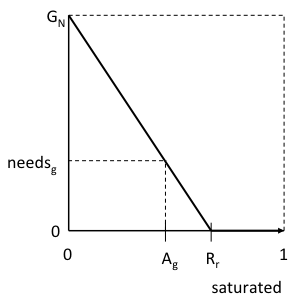 G_N
needs_g
0
0 A_g R_r 1
saturated